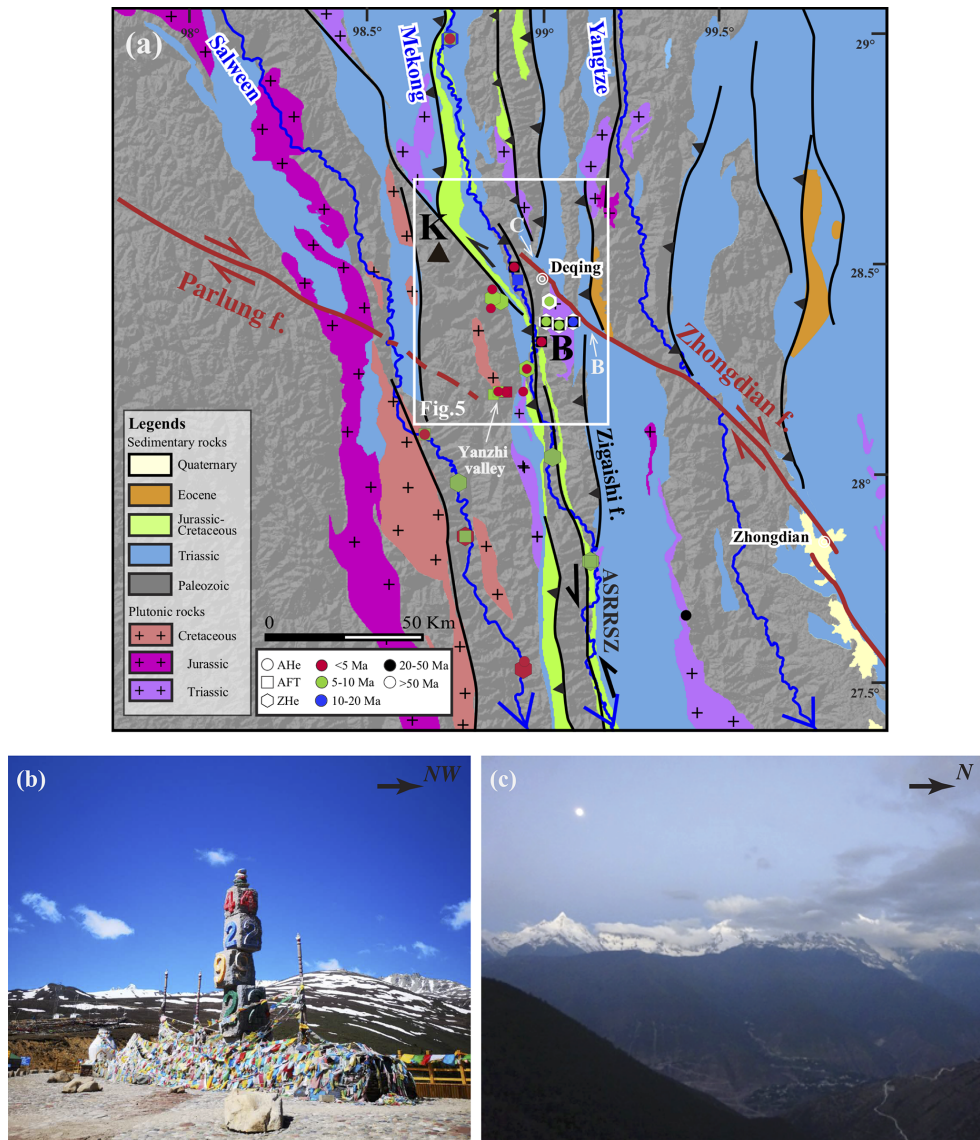 (a)
98°
98.5°
99°
99.5°
29°
Salween
Mekong
Yangtze
K
C
Deqing
28.5°
Parlung f.
B
B
Zhongdian f.
Fig.5
Yanzhi
valley
Zigaishi f.
28°
Zhongdian
ASRRSZ
27.5°
Legends
Sedimentary rocks
Quaternary
Eocene
Jurassic-
Cretaceous
Triassic
Paleozoic
Plutonic rocks
Cretaceous
Jurassic
Triassic
0 50 Km
AHe <5 Ma 20-50 Ma
AFT 5-10 Ma >50 Ma
ZHe 10-20 Ma
(b)
NW
(c)
N